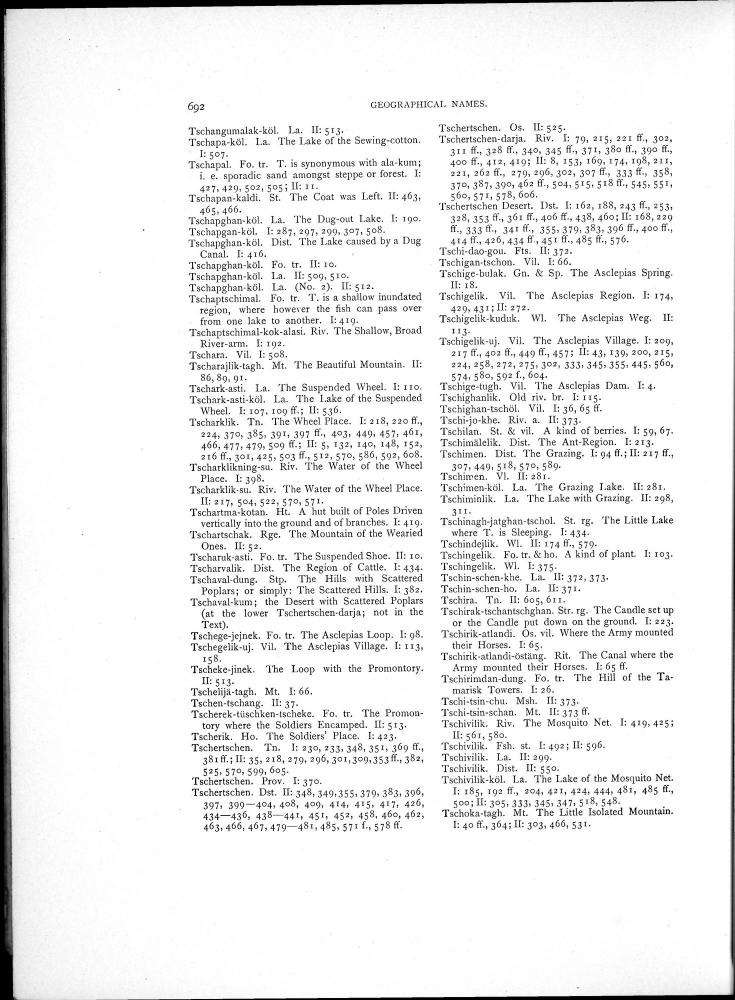 692
GEOGRAPHICAL NAMES.
Tschangumalak-köl. La. II: 513.
Tschapa-köl. La. The Lake of the Sewing-cotton.
I: 507.
Tschapal. Fo. tr. T. is synonymous with ala-kum;
i. e. sporadic sand amongst steppe or forest. I:
427, 429, 502, 505; II: 11.
Tschapan-kaldi. St. The Coat was Left. II: 463,
465, 466.
Tschapghan-köl. La. The Dug-out Lake. I: 190.
Tschapgan-köl. I: 287, 297, 299, 307, 508.
Tschapghan-köl. Dist. The Lake caused by a Dug
Canal. I: 416.
Tschapghan-köl. Fo. tr. II: 10.
Tschapghan-köl. La. II: 509, 510.
Tschapghan-köl. La. (No. 2). II: 512.
Tschaptschimal. Fo. tr. T. is a shallow inundated
region, where however the fish can pass over
from one lake to another. I: 419.
Tschaptschimal-kok-alasi. Riv. The Shallow, Broad
River-arm. I: 192.
Tschara. Vil. I: 508.
Tscharajlik-tagh. Mt. The Beautiful Mountain. II:
86, 89, 91.
Tschark-asti. La. The Suspended Wheel. I: 110.
Tschark-asti-köl. La. The Lake of the Suspended
Wheel. I: 107, 109 ff.; II: 536.
Tscharklik. Tn. The Wheel Place. I: 218, 220 ff.,
224, 370, 385, 391, 397 ff., 403, 449, 457, 461,
466, 477, 479, 509 ff.; II: 5, 132, 140, 148, 152,
216 ff., 301, 425, 503 ff., 512, 570, 586, 592, 608.
Tscharklikning-su. Riv. The Water of the Wheel
Place. I: 398.
Tscharklik-su. Riv. The Water of the Wheel Place.
II: 217, 504, 522, 570, 571.
Tschartma-kotan. Ht. A hut built of Poles Driven
vertically into the ground and of branches. I: 419.
Tschartschak. Rge. The Mountain of the Wearied
Ones. II: 52.
Tscharuk-asti. Fo. tr. The Suspended Shoe. II: 10.
Tscharvalik. Dist. The Region of Cattle. I: 434.
Tschaval-dung. Stp. The Hills with Scattered
Poplars; or simply: The Scattered Hills. I: 382.
Tschaval-kum; the Desert with Scattered Poplars
(at the lower Tschertschen-darja; not in the
Text).
Tschege-jejnek. Fo. tr. The Asclepias Loop. I: 98.
Tschegelik-uj. Vil. The Asclepias Village. I: 113,
158.
Tscheke-jinek. The Loop with the Promontory.
II: 513.
Tschelijä-tagh. Mt. I: 66.
Tschen-tschang. II: 37.
Tscherek-tüschken-tscheke. Fo. tr. The Promon-
tory where the Soldiers Encamped. II: 513.
Tscherik. Ho. The Soldiers' Place. I: 423.
Tschertschen. Tn. I: 230, 233, 348, 351, 369 ff.,
381 ff.; II: 35, 218, 279, 296, 301, 309, 353 ff., 382,
525, 570, 599, 605.
Tschertschen. Prov. I: 370.
Tschertschen. Dst. II: 348, 349, 355, 379, 383, 396,
397, 399—404, 408, 409, 414, 415, 417, 426,
434—436, 438—441, 451, 452, 458, 460, 462,
463, 466, 467, 479—481, 485, 571 f., 578 ff.
Tschertschen. Os. II: 525.
Tschertschen-darja. Riv. I: 79, 215, 221 ff., 302,
311 ff., 328 ff., 340, 345 ff., 371, 380 ff., 390 ff.,
400 ff., 412, 419; II: 8, 153, 169, 174, 198, 211,
221, 262 ff., 279, 296, 302, 307 ff., 333 ff., 358,
370, 387, 390, 462 ff., 504, 515, 518 ff., 545, 551,
560, 571, 578, 606.
Tschertschen Desert. Dst. I: 162, 188, 243 ff., 253,
328, 353 ff., 361 ff., 406 ff., 438, 460; II: 168, 229
ff., 333 ff., 341 ff., 355, 379, 383, 396 ff., 400 ff.,
414 ff., 426, 434 ff., 451 ff., 485 ff., 576.
Tschi-dao-gou. Fts. II: 372.
Tschigan-tschon. Vil. I: 66.
Tschige-bulak. Gn. & Sp. The Asclepias Spring.
II: 18.
Tschigelik. Vil. The Asclepias Region. I: 174,
429, 431; II: 272.
Tschigelik-kuduk. Wl. The Asclepias Weg. II:
113.
Tschigelik-uj. Vil. The Asclepias Village. I: 209,
217 ff., 402 ff., 449 ff., 457; II: 43, 139, 200, 215,
224, 258, 272, 275, 302, 333, 345, 355, 445, 560,
574, 580, 592 f., 604.
Tschige-tugh. Vil. The Asclepias Dam. I: 4.
Tschighanlik. Old riv. br. I: 115.
Tschighan-tschöl. Vil. I: 36, 65 ff.
Tschi-jo-khe. Riv. a. II: 373.
Tschilan. St. & vil. A kind of berries. I: 59, 67.
Tschimälelik. Dist. The Ant-Region. I: 213.
Tschimen. Dist. The Grazing. I: 94 ff.; II: 217 ff.,
307, 449, 518, 570, 589.
Tschimen. Vl. II: 281.
Tschimen-köl. La. The Grazing Lake. II: 281.
Tschiminlik. La. The Lake with Grazing. II: 298,
311.
Tschinagh-jatghan-tschol. St. rg. The Little Lake
where T. is Sleeping. I: 434.
Tschindejlik. Wl. II: 174 ff., 579.
Tschingelik. Fo. tr. & ho. A kind of plant. I: 103.
Tschingelik. Wl. I: 375.
Tschin-schen-khe. La. II: 372, 373.
Tschin-schen-ho. La. II: 371.
Tschira. Tn. II: 605, 611.
Tschirak-tschantschghan. Str. rg. The Candle set up
or the Candle put down on the ground. I: 223.
Tschirik-atlandi. Os. vil. Where the Army mounted
their Horses. I: 65.
Tschirik-atlandi-östäng. Rit. The Canal where the
Army mounted their Horses. I: 65 ff.
Tschirimdan-dung. Fo. tr. The Hill of the Ta-
marisk Towers. I: 26.
Tschi-tsin-chu. Msh. II: 373.
Tschi-tsin-schan. Mt. II: 373 ff.
Tschivilik. Riv. The Mosquito Net. I: 419, 425;
II: 561, 580.
Tschivilik. Fsh. st. I: 492; II: 596.
Tschivilik. La. II: 299.
Tschivilik. Dist. II: 550.
Tschivilik-köl. La. The Lake of the Mosquito Net.
I: 185, 192 ff., 204, 421, 424, 444, 481, 485 ff.,
500; II: 305, 333, 345, 347, 518, 548.
Tschoka-tagh. Mt. The Little Isolated Mountain.
I: 40 ff., 364; II: 303, 466, 531.